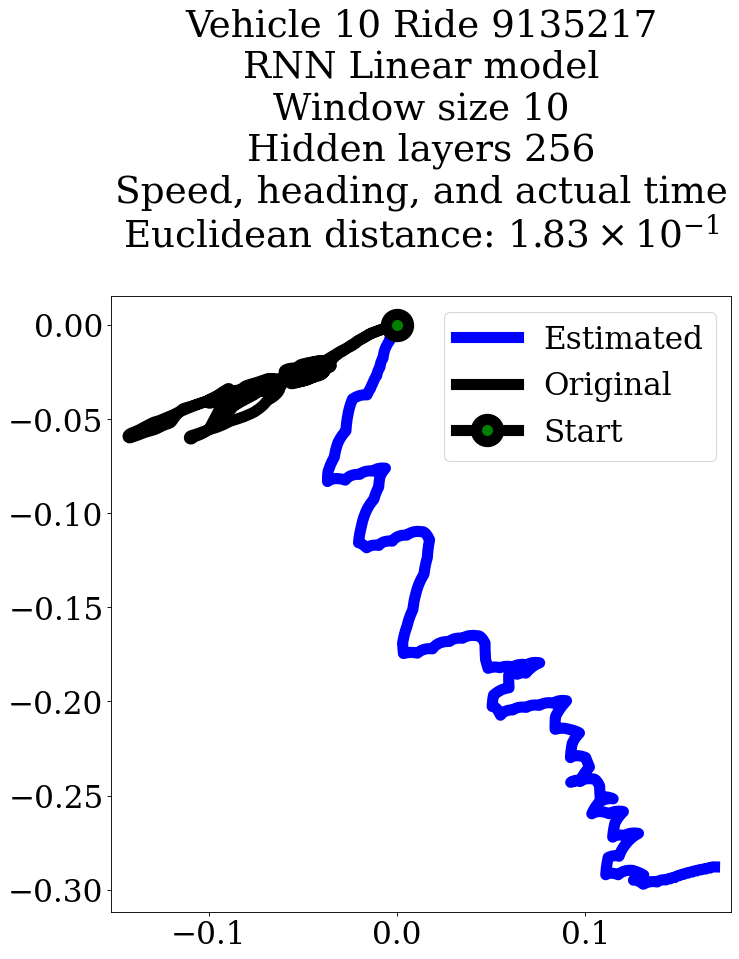 Vehicle 10 Ride 9135217
RNN Linear model
Window size 10
Hidden layers 256
Speed, heading, and actual time
Euclidean distance: 1.83 × 10⁻¹
Estimated
Original
Start
0.00
−0.05
−0.10
−0.15
−0.20
−0.25
−0.30
−0.1
0.0
0.1